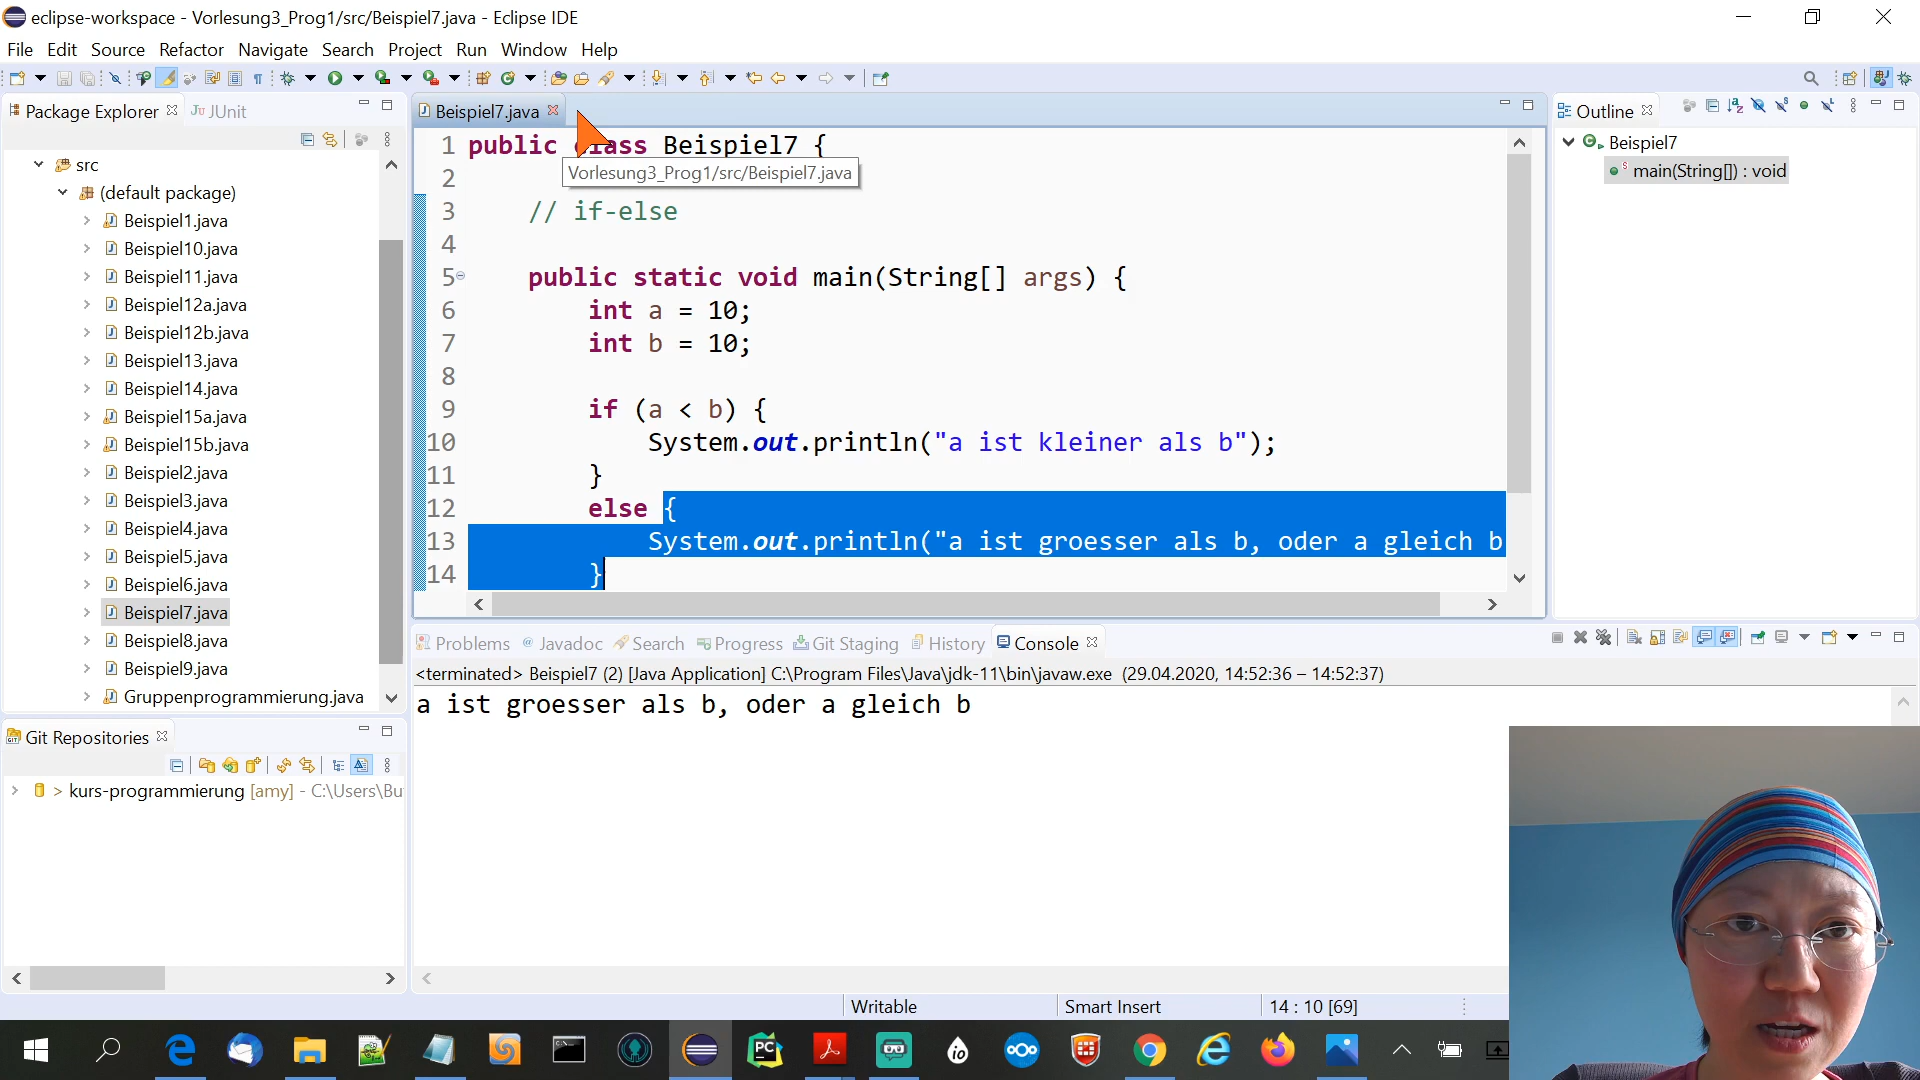 eclipse-workspace - Vorlesung3_Prog1/src/Beispiel7.java - Eclipse IDE
File Edit Source Refactor Navigate Search Project Run Window Help
Package Explorer JUnit
src
(default package)
Beispiel1.java
Beispiel10.java
Beispiel11.java
Beispiel12a.java
Beispiel12b.java
Beispiel13.java
Beispiel14.java
Beispiel15a.java
Beispiel15b.java
Beispiel2.java
Beispiel3.java
Beispiel4.java
Beispiel5.java
Beispiel6.java
Beispiel7.java
Beispiel8.java
Beispiel9.java
Gruppenprogrammierung.java
Git Repositories
> kurs-programmierung [amy] - C:\Users\Bu
Beispiel7.java
1 public class Beispiel7 {
Vorlesung3_Prog1/src/Beispiel7.java
2
3 // if-else
4
5 public static void main(String[] args) {
6 int a = 10;
7 int b = 10;
8
9 if (a < b) {
10 System.out.println("a ist kleiner als b");
11 }
12 else {
13 System.out.println("a ist groesser als b, oder a gleich b
14 }
Outline
Beispiel7
main(String[]) : void
Problems Javadoc Search Progress Git Staging History Console
<terminated> Beispiel7 (2) [Java Application] C:\Program Files\Java\jdk-11\bin\javaw.exe (29.04.2020, 14:52:36 – 14:52:37)
a ist groesser als b, oder a gleich b
Writable Smart Insert 14 : 10 [69]